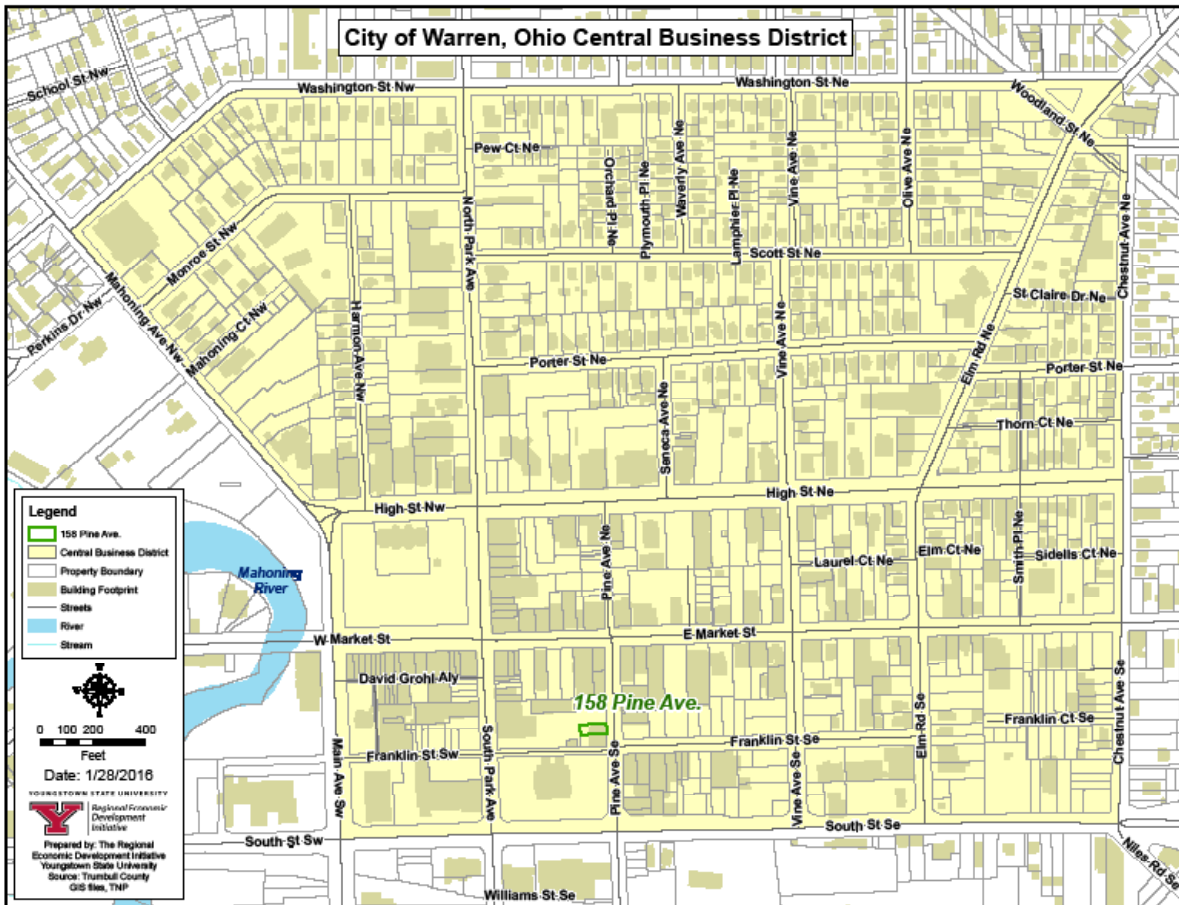 City of Warren, Ohio Central Business District
School St Nw
Washington St Nw
Washington St Ne
Woodland St Ne
Pew Ct Ne
Orchard Pl Ne
Plymouth Pl Ne
Waverly Ave Ne
Lamphier Pl Ne
Vine Ave Ne
Olive Ave Ne
North Park Ave
Chestnut Ave Ne
Monroe St Nw
Scott St Ne
Perkins Dr Nw
Mahoning Ave Nw
Mahoning Ct Nw
Harmon Ave Nw
St Claire Dr Ne
Vine Ave Ne
Elm Rd Ne
Porter St Ne
Porter St Ne
Seneca Ave Ne
Thorn Ct Ne
High St Nw
High St Ne
Pine Ave Ne
Laurel Ct Ne
Elm Ct Ne
Smith Pl Ne
Sidells Ct Ne
Mahoning
River
W Market St
E Market St
David Grohl Aly
158 Pine Ave.
Franklin St Sw
Franklin St Se
Franklin Ct Se
Main Ave Sw
South Park Ave
Pine Ave Se
Vine Ave Se
Elm Rd Se
Chestnut Ave Se
South St Sw
South St Se
Niles Rd Se
Williams St Se
Legend
158 Pine Ave.
Central Business District
Property Boundary
Building Footprint
Streets
River
Stream
0 100 200 400
Feet
Date: 1/28/2016
YOUNGSTOWN STATE UNIVERSITY
Y
Regional Economic
Development
Initiative
Prepared by: The Regional
Economic Development Initiative
Youngstown State University
Source: Trumbull County
GIS files, TNP